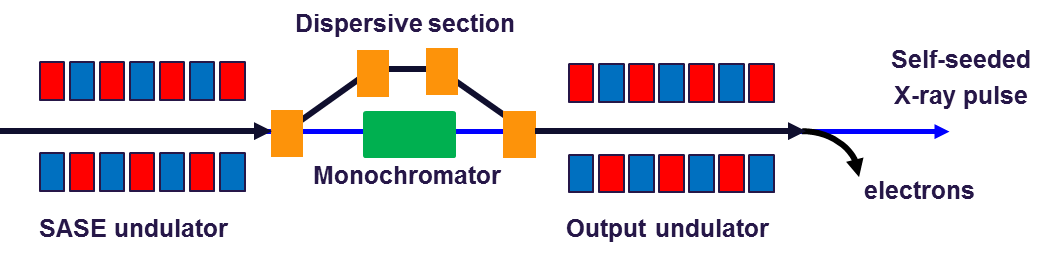 Dispersive section
Self-seeded
X-ray pulse
Monochromator
electrons
SASE undulator
Output undulator